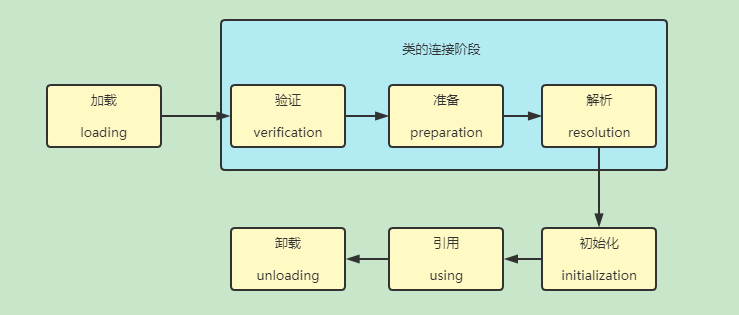 类的连接阶段
加载
loading
验证
verification
准备
preparation
解析
resolution
卸载
unloading
引用
using
初始化
initialization